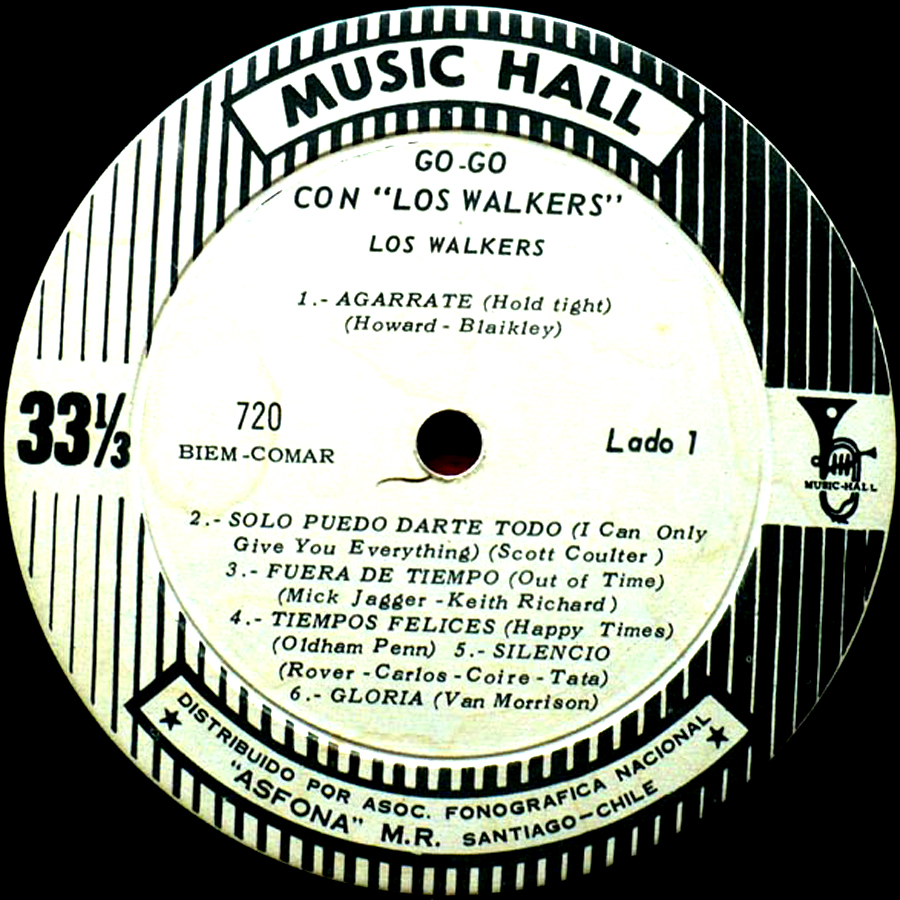 MUSIC HALL
GO-GO
CON "LOS WALKERS"
LOS WALKERS
1.- AGARRATE (Hold tight)
(Howard - Blaikley)
33⅓
720
BIEM-COMAR
Lado 1
MUSIC-HALL
2.- SOLO PUEDO DARTE TODO (I Can Only
Give You Everything) (Scott Coulter )
3.- FUERA DE TIEMPO (Out of Time)
(Mick Jagger - Keith Richard )
4.- TIEMPOS FELICES (Happy Times)
(Oldham Penn) 5.- SILENCIO
(Rover - Carlos - Coire - Tata)
6.- GLORIA (Van Morrison)
DISTRIBUIDO POR ASOC. FONOGRAFICA NACIONAL
"ASFONA" M.R. SANTIAGO-CHILE